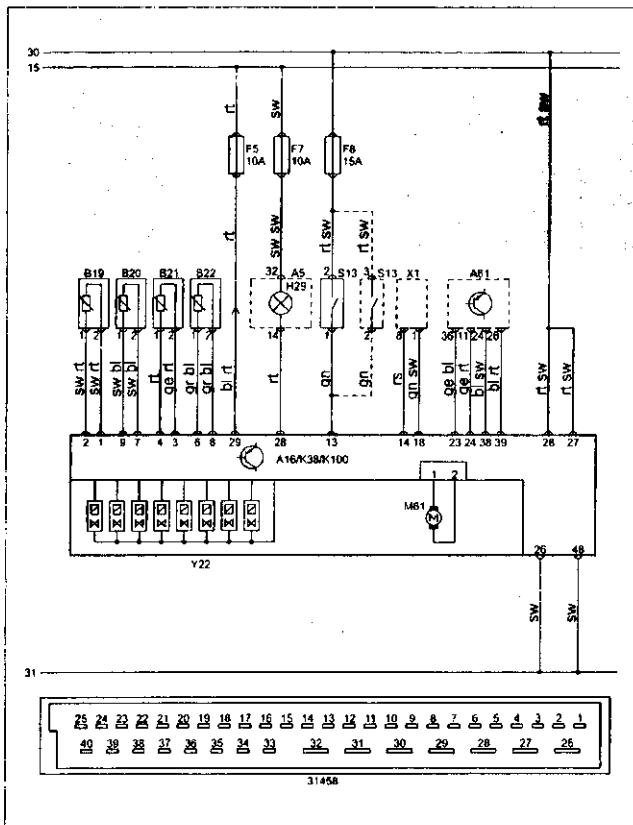 30
15
rt sw rt sw
F5 10A F7 10A F8 15A
rt sw sw rt sw rt sw
B19 B20 B21 B22 32 A5 H29 2 S13 3 S13 X1 A61
1 2 1 2 1 2 1 2 14 1 2 8 1 36 11 24 26
sw rt sw rt sw bl sw bl rt ge rt gr bl gr bl bl rt rt gn gn rs gn sw ge bl ge rt bl sw bl rt rt sw rt sw
2 1 9 7 4 3 6 8 29 28 13 14 18 23 24 38 39 28 27
A16/K38/K100
1 2
M61
M
Y22
26 48
sw sw
31
25 24 23 22 21 20 19 18 17 16 15 14 13 12 11 10 9 8 7 6 5 4 3 2 1
40 39 38 37 36 35 34 33 32 31 30 29 28 27 26
31458